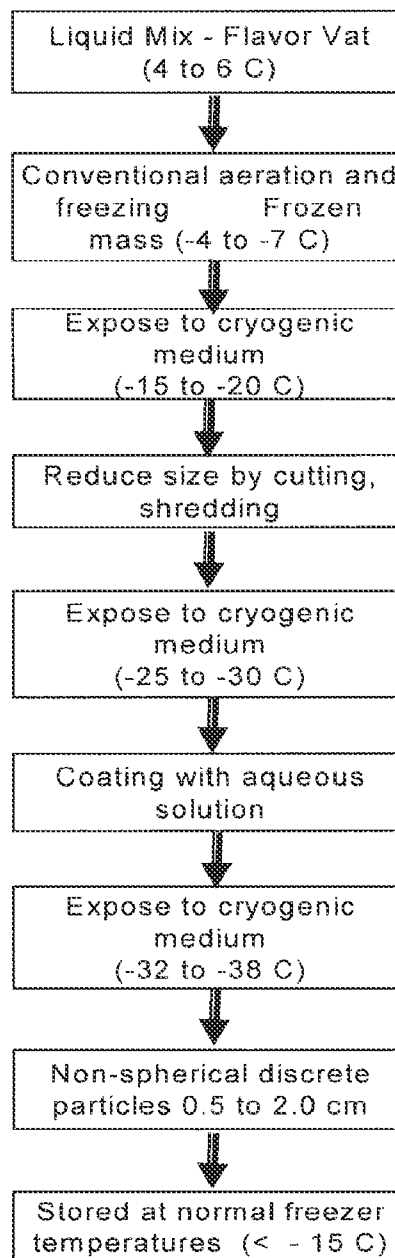 Liquid Mix - Flavor Vat
(4 to 6 C)
Conventional aeration and
freezing Frozen
mass (-4 to -7 C)
Expose to cryogenic
medium
(-15 to -20 C)
Reduce size by cutting,
shredding
Expose to cryogenic
medium
(-25 to -30 C)
Coating with aqueous
solution
Expose to cryogenic
medium
(-32 to -38 C)
Non-spherical discrete
particles 0.5 to 2.0 cm
Stored at normal freezer
temperatures (< - 15 C)